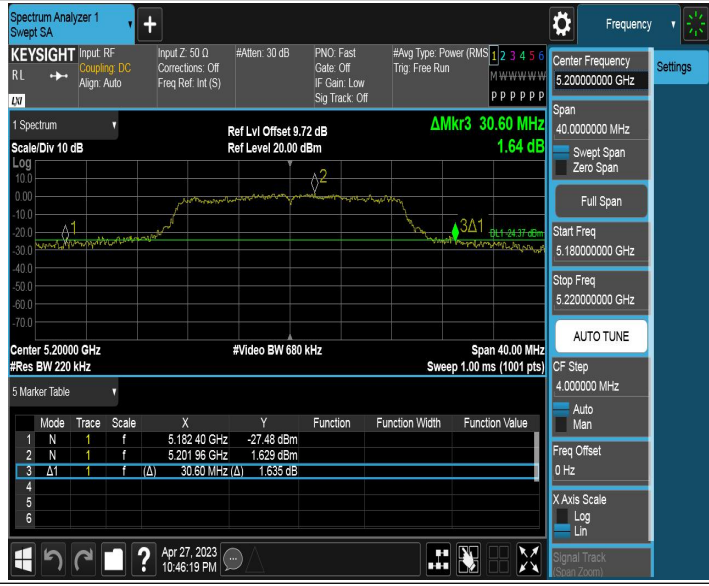 Spectrum Analyzer 1
Swept SA
+
Frequency
KEYSIGHT
RL
LXI
Input: RF
Coupling: DC
Align: Auto
Input Z: 50 Ω
Corrections: Off
Freq Ref: Int (S)
#Atten: 30 dB
PNO: Fast
Gate: Off
IF Gain: Low
Sig Track: Off
#Avg Type: Power (RMS
Trig: Free Run
1 2 3 4 5 6
M W W W W W
P P P P P P
1 Spectrum
Scale/Div 10 dB
Ref Lvl Offset 9.72 dB
Ref Level 20.00 dBm
ΔMkr3 30.60 MHz
1.64 dB
Log
10.0
0.00
-10.0
-20.0
-30.0
-40.0
-50.0
-60.0
-70.0
1
2
3Δ1
DL1 -24.37 dBm
Center 5.20000 GHz
#Video BW 680 kHz
Span 40.00 MHz
#Res BW 220 kHz
Sweep 1.00 ms (1001 pts)
5 Marker Table
Mode Trace Scale X Y Function Function Width Function Value
1 N 1 f 5.182 40 GHz -27.48 dBm
2 N 1 f 5.201 96 GHz 1.629 dBm
3 Δ1 1 f (Δ) 30.60 MHz (Δ) 1.635 dB
4
5
6
?
Apr 27, 2023
10:46:19 PM
Center Frequency
5.200000000 GHz
Span
40.0000000 MHz
Swept Span
Zero Span
Full Span
Start Freq
5.180000000 GHz
Stop Freq
5.220000000 GHz
AUTO TUNE
CF Step
4.000000 MHz
Auto
Man
Freq Offset
0 Hz
X Axis Scale
Log
Lin
Signal Track
(Span Zoom)
Settings